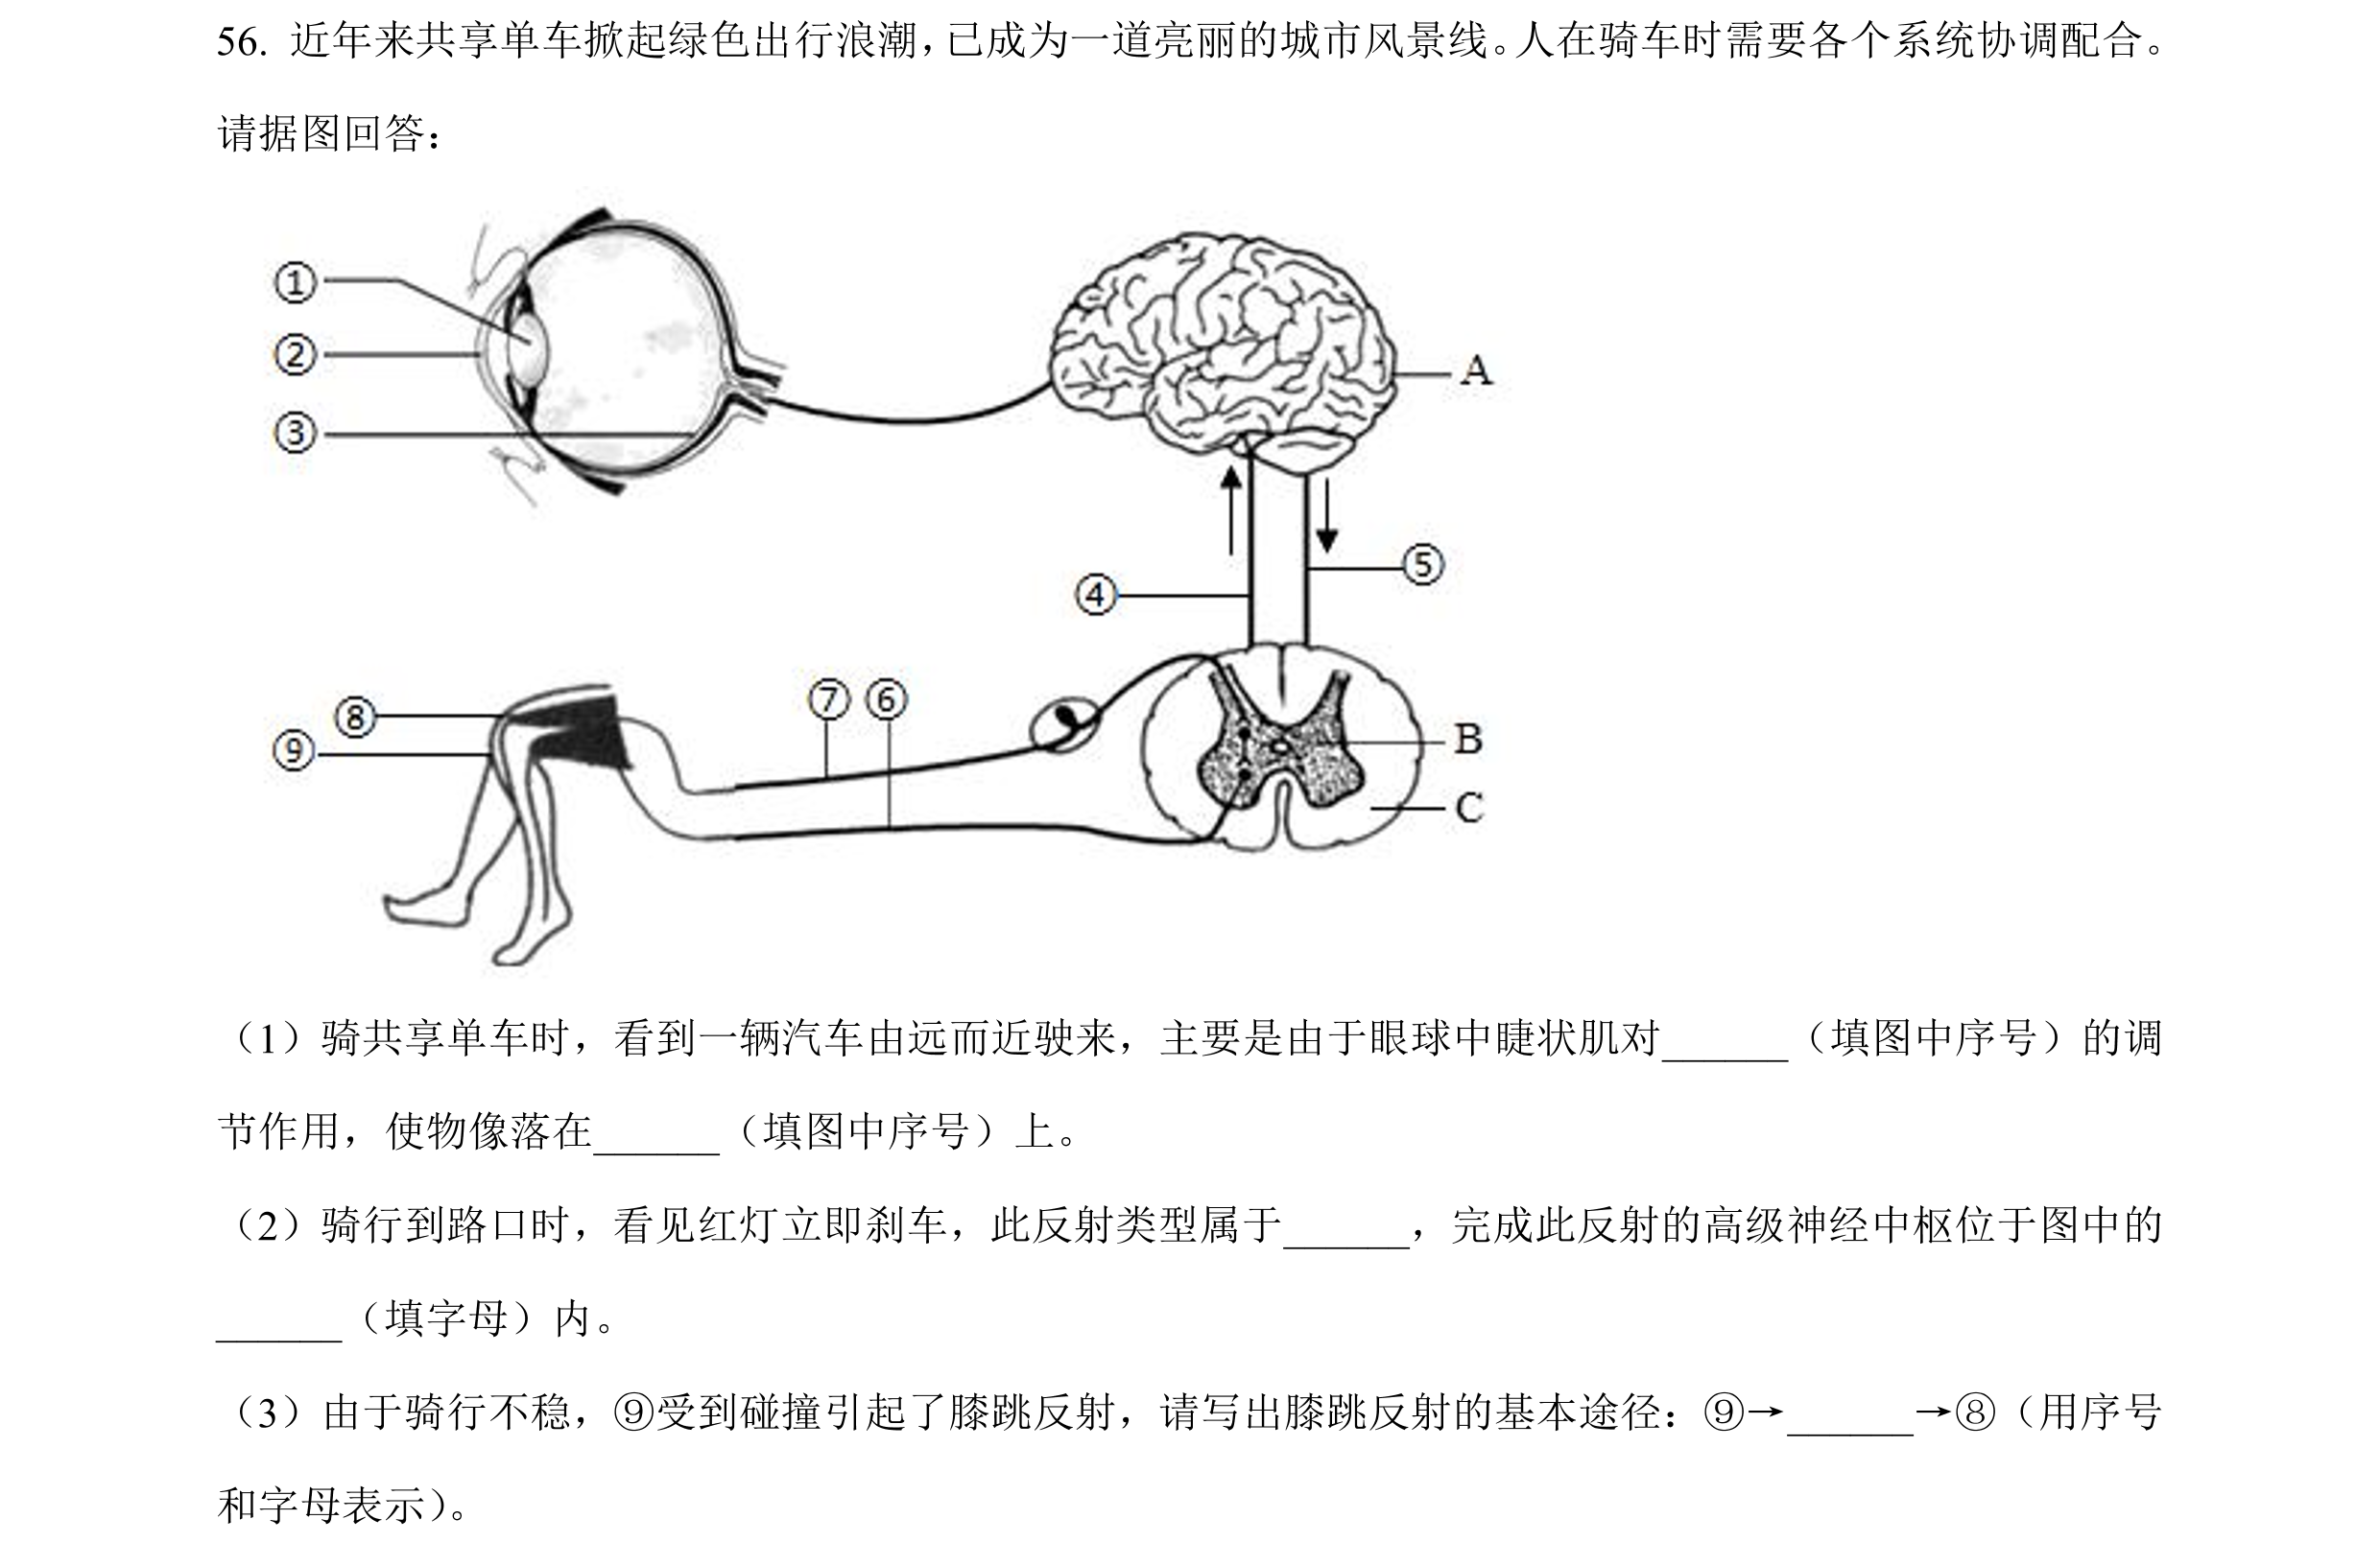 56. 近年来共享单车掀起绿色出行浪潮，已成为一道亮丽的城市风景线。人在骑车时需要各个系统协调配合。
请据图回答：
①
②
③
A
④
⑤
⑦ ⑥
⑧
⑨
B
C
（1）骑共享单车时，看到一辆汽车由远而近驶来，主要是由于眼球中睫状肌对______（填图中序号）的调
节作用，使物像落在______（填图中序号）上。
（2）骑行到路口时，看见红灯立即刹车，此反射类型属于______，完成此反射的高级神经中枢位于图中的
______（填字母）内。
（3）由于骑行不稳，⑨受到碰撞引起了膝跳反射，请写出膝跳反射的基本途径：⑨→______→⑧（用序号
和字母表示）。